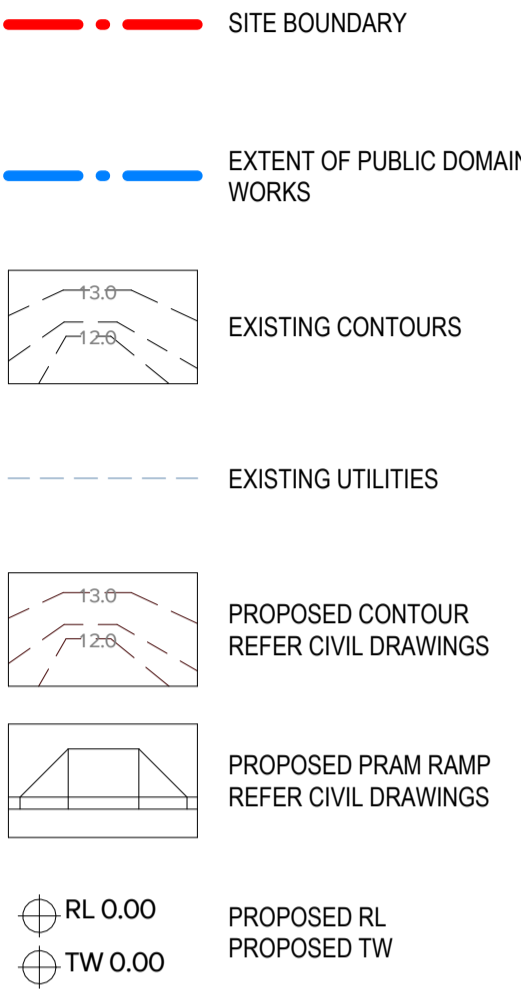 SITE BOUNDARY
EXTENT OF PUBLIC DOMAIN
WORKS
13.0
12.0
EXISTING CONTOURS
EXISTING UTILITIES
13.0
12.0
PROPOSED CONTOUR
REFER CIVIL DRAWINGS
PROPOSED PRAM RAMP
REFER CIVIL DRAWINGS
RL 0.00
TW 0.00
PROPOSED RL
PROPOSED TW